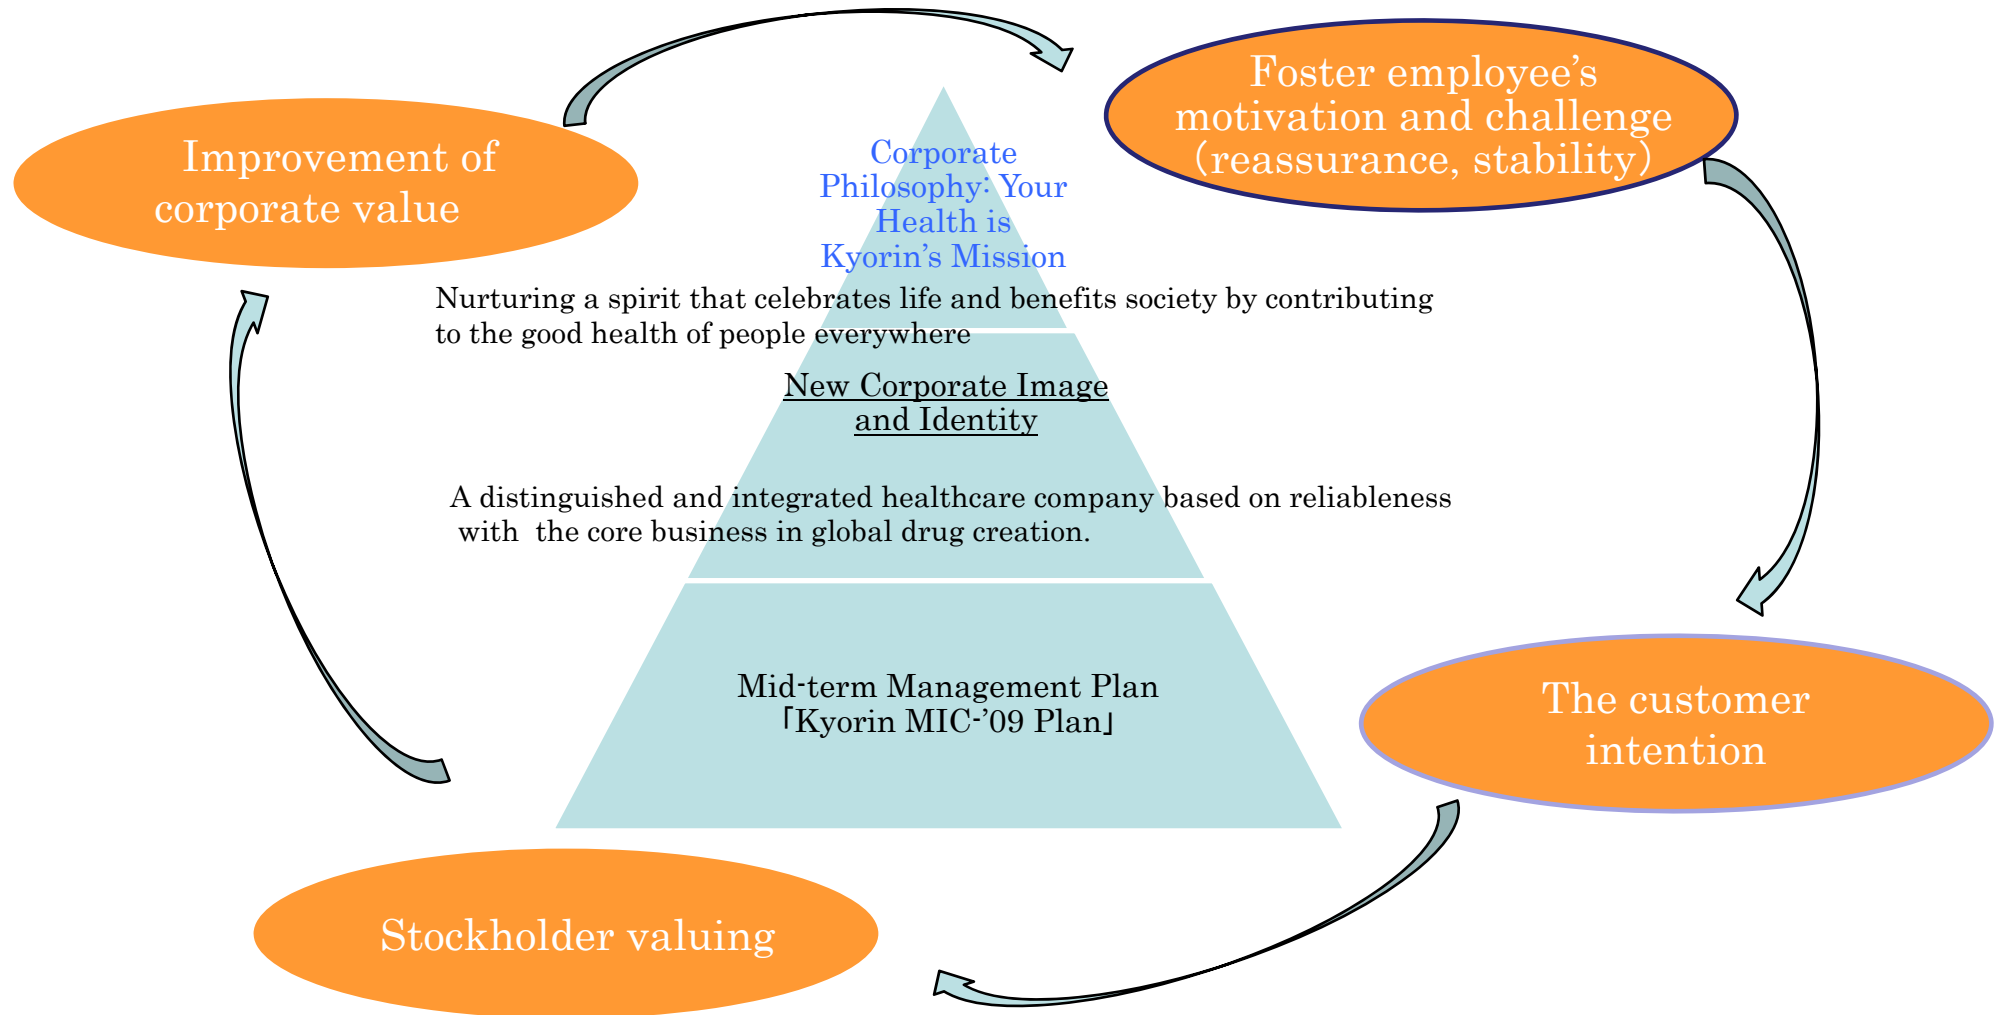 Improvement of
corporate value
Foster employee’s
motivation and challenge
（reassurance, stability）
Corporate
Philosophy: Your
Health is
Kyorin’s Mission
Nurturing a spirit that celebrates life and benefits society by contributing
to the good health of people everywhere
New Corporate Image
and Identity
A distinguished and integrated healthcare company based on reliableness
with the core business in global drug creation.
Mid-term Management Plan
「Kyorin MIC-’09 Plan」
The customer
intention
Stockholder valuing